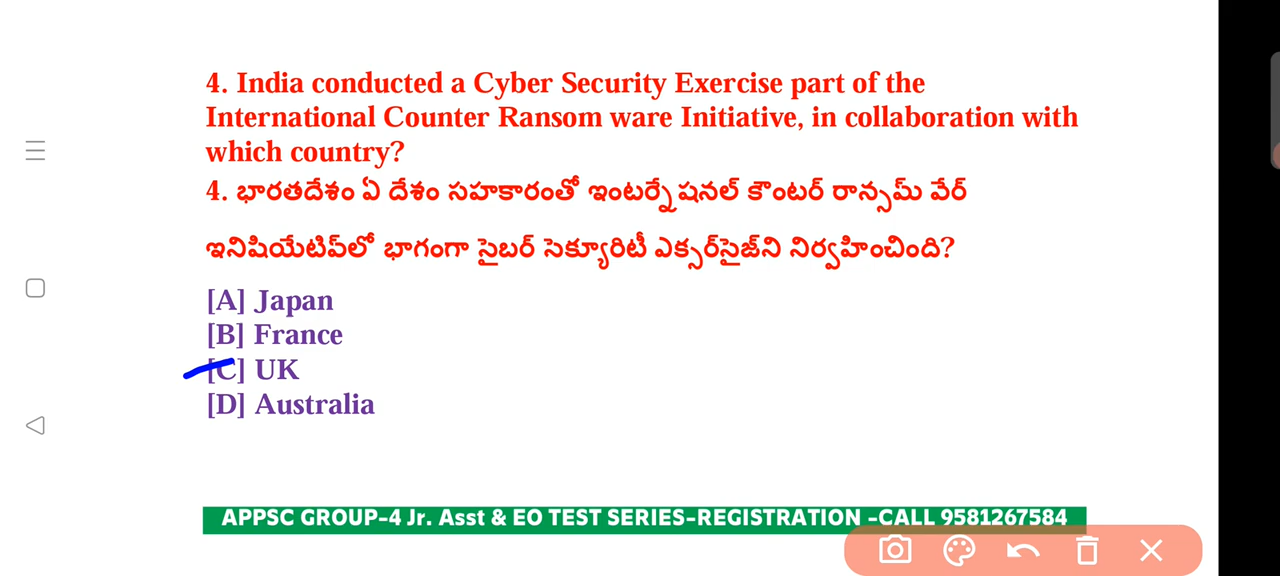 4. India conducted a Cyber Security Exercise part of the
International Counter Ransom ware Initiative, in collaboration with
which country?
4. భారతదేశం ఏ దేశం సహకారంతో ఇంటర్నేషనల్ కౌంటర్ రాన్సమ్ వేర్
ఇనిషియేటివ్‌లో భాగంగా సైబర్ సెక్యూరిటీ ఎక్సర్‌సైజ్‌ని నిర్వహించింది?
[A] Japan
[B] France
[C] UK
[D] Australia
APPSC GROUP-4 Jr. Asst & EO TEST SERIES-REGISTRATION -CALL 9581267584